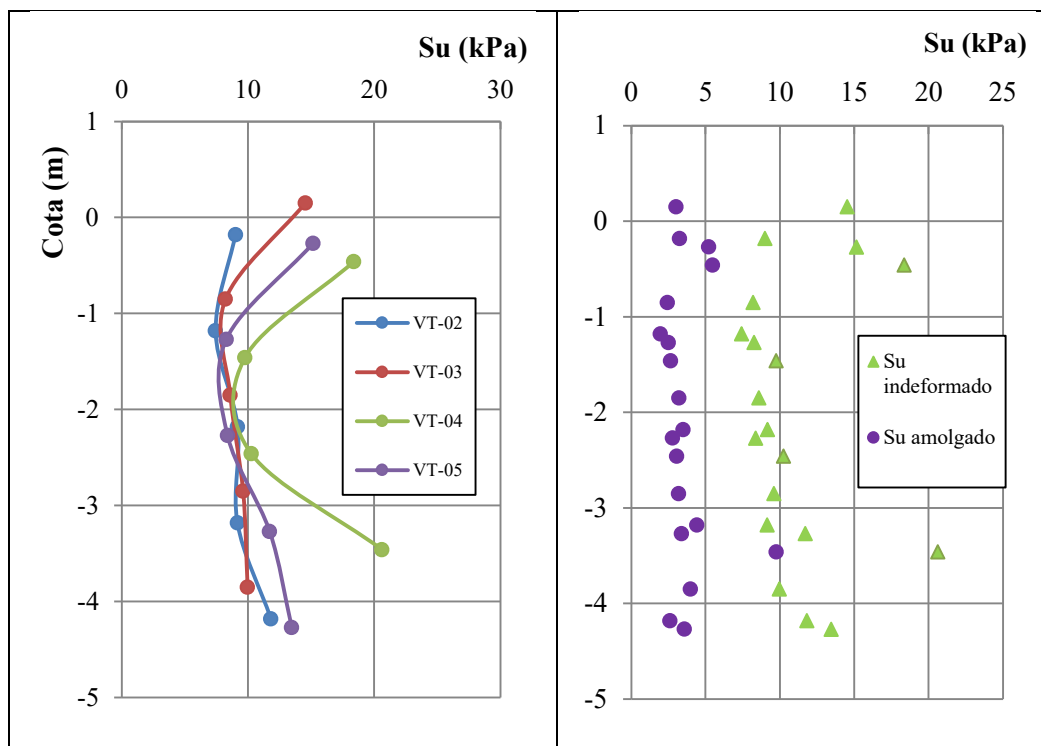 Su (kPa)
0 10 20 30
1
0
-1
-2
-3
-4
-5
Cota (m)
VT-02
VT-03
VT-04
VT-05
Su (kPa)
0 5 10 15 20 25
1
0
-1
-2
-3
-4
-5
Su
indeformado
Su amolgado